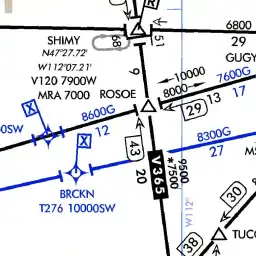 6800
SHIMY
68
51
29
N47°27.72'
W112°07.21'
GUGY
V120 7900W
9
10000
7600G
MRA 7000
ROSOE
8000
X
8600G
29
13
17
0SW
12
X
43
8300G
27
V365
*7500
9500
20
BRCKN
T276 10000SW
W112°
30
TUCO
38